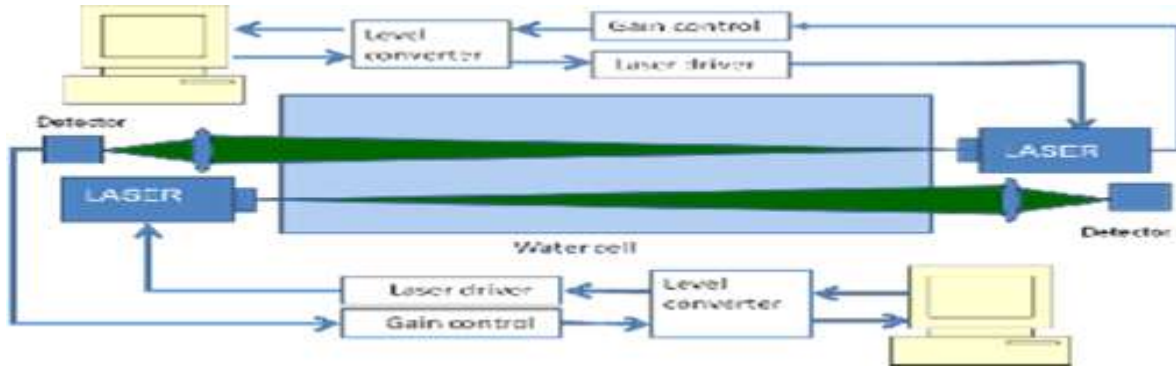 Level
converter
Gain control
Laser driver
Detector
LASER
LASER
Water cell
Detector
Laser driver
Gain control
Level
converter